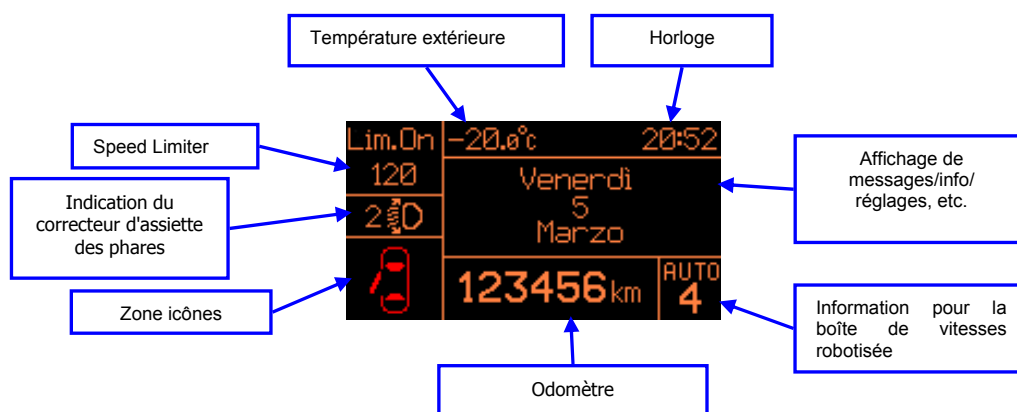 Température extérieure
Horloge
Speed Limiter
Lim.On
-20.0°c
20:52
120
Venerdì
5
Marzo
Affichage de
messages/info/
réglages, etc.
Indication du
correcteur d'assiette
des phares
2
Zone icônes
123456 km
AUTO
4
Information pour la
boîte de vitesses
robotisée
Odomètre